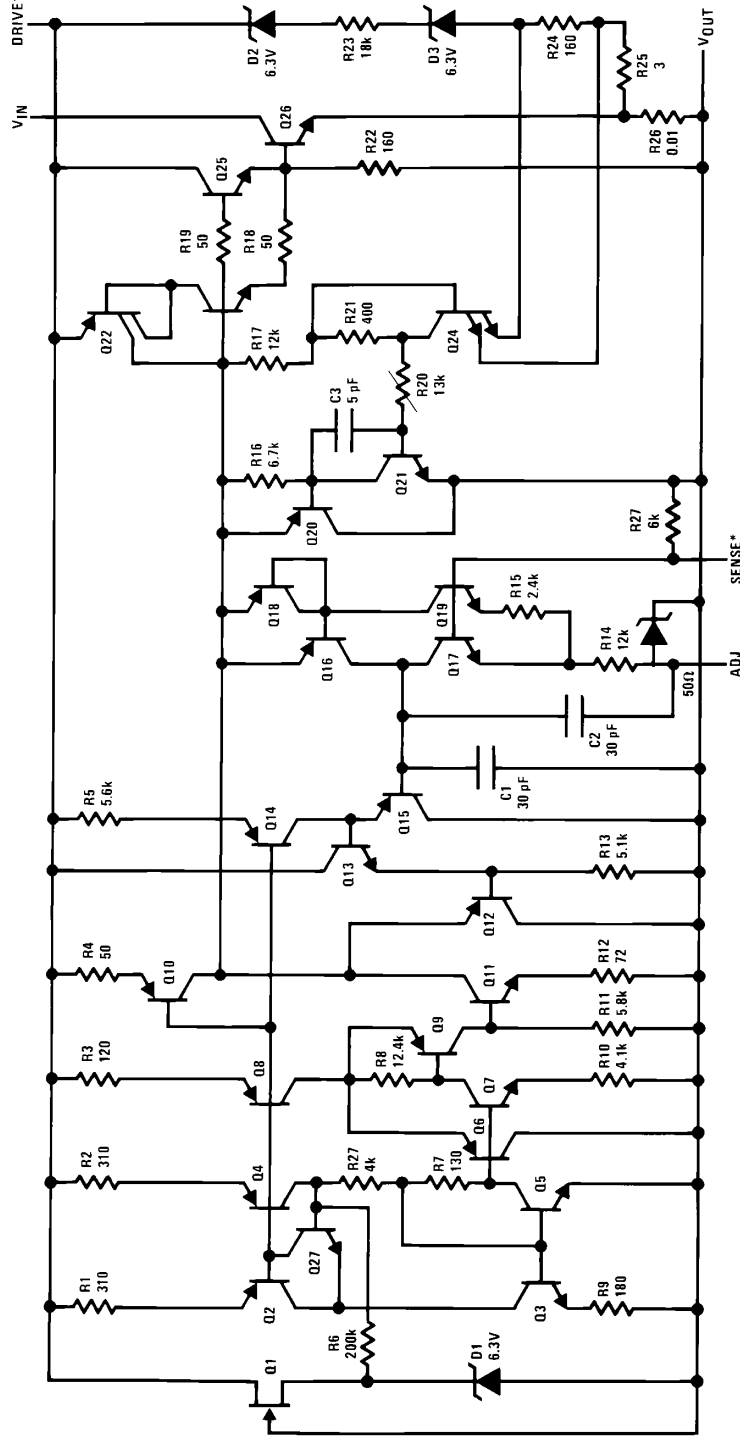 DRIVE*
R1
310
R2
310
R3
120
R4
50
R5
5.6k
D2
6.3V
R23
18k
D3
6.3V
R24
160
R25
3
R26
0.01
VOUT
VIN
Q26
Q25
R22
160
R19
50
R18
50
Q22
R17
12k
R21
400
Q24
R20
13k
C3
5 pF
R16
6.7k
Q20
Q21
R27
6k
SENSE*
Q18
Q16
Q19
R15
2.4k
Q17
R14
12k
50Ω
ADJ
C2
30 pF
C1
30 pF
Q14
Q15
Q13
Q12
R13
5.1k
Q10
Q11
R12
72
R11
5.8k
R10
4.1k
Q8
R8
12.4k
Q9
Q7
Q6
Q4
R27
4k
R7
130
Q5
Q2
Q27
Q3
R9
180
Q1
R6
200k
D1
6.3V